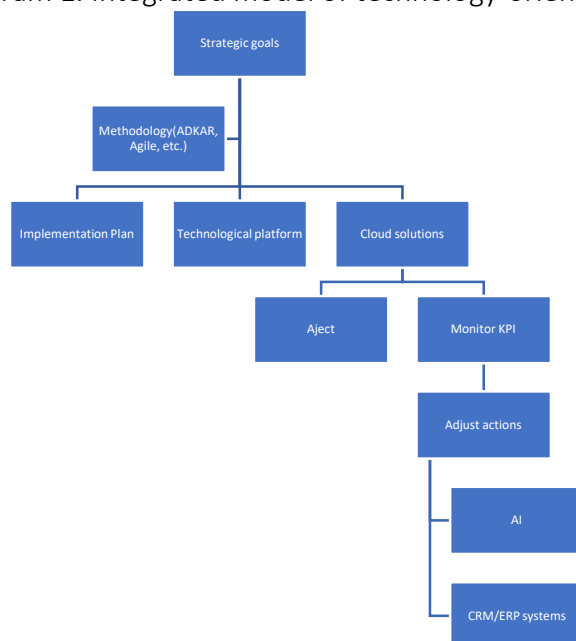 1. Integrated model of technology
Strategic goals
Methodology(ADKAR,
Agile, etc.)
Implementation Plan
Technological platform
Cloud solutions
Aject
Monitor KPI
Adjust actions
AI
CRM/ERP systems